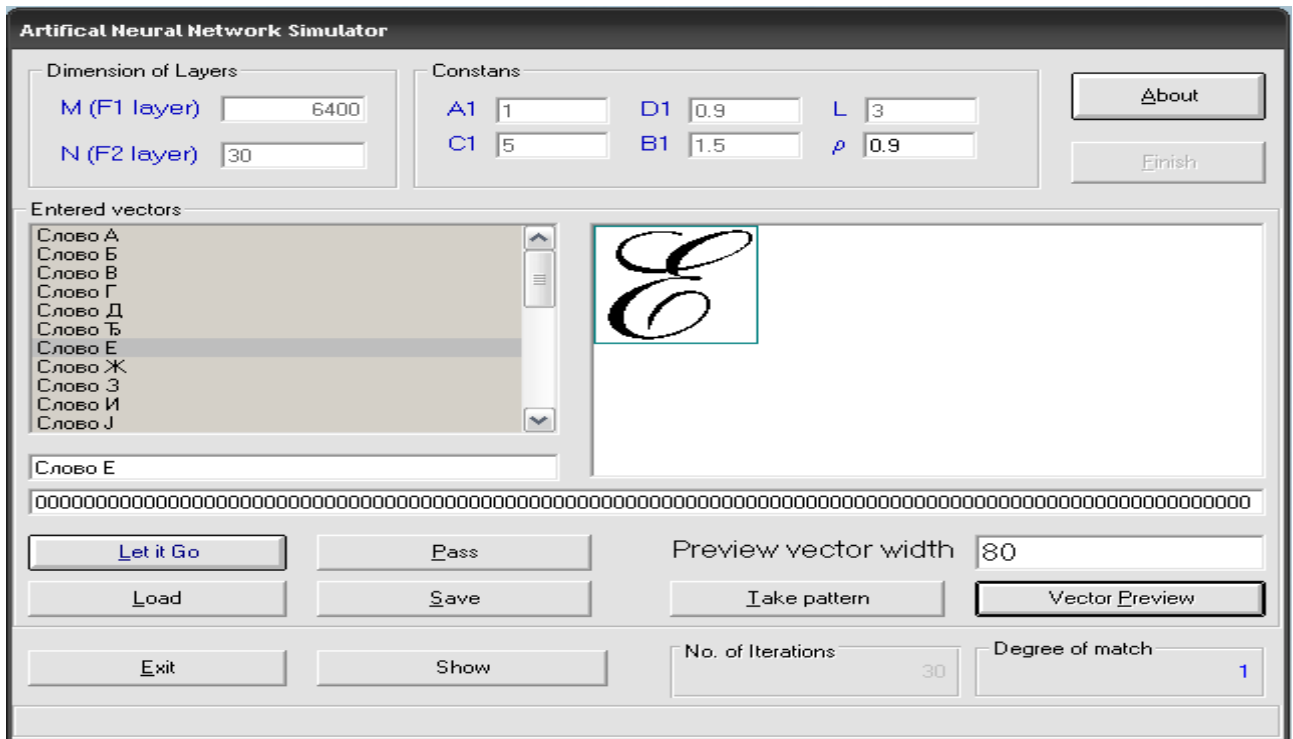 Artifical Neural Network Simulator
Dimension of Layers
M (F1 layer) 6400
N (F2 layer) 30
Constans
A1 1 D1 0.9 L 3
C1 5 B1 1.5 ρ 0.9
About
Finish
Entered vectors
Слово А
Слово Б
Слово В
Слово Г
Слово Д
Слово Ђ
Слово Е
Слово Ж
Слово З
Слово И
Слово Ј
E
Слово Е
Let it Go
Pass
Preview vector width 80
Load
Save
Take pattern
Vector Preview
Exit
Show
No. of Iterations
30
Degree of match
1